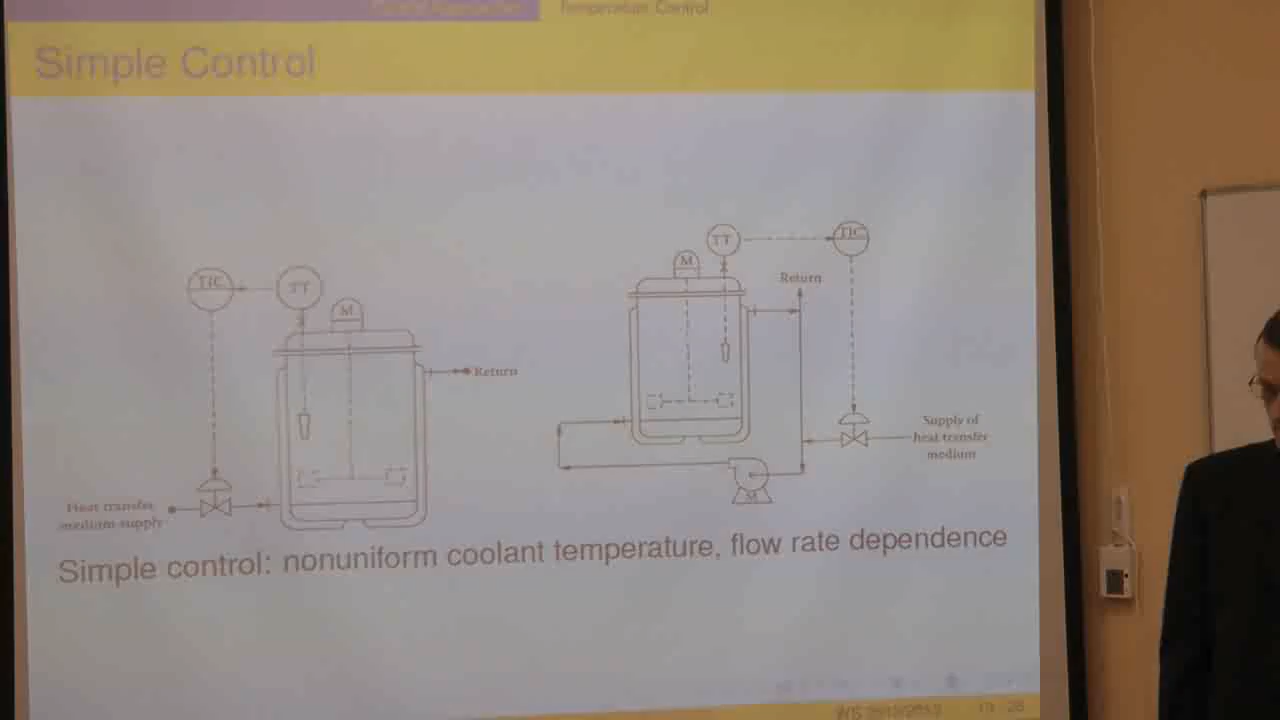 Temperature Control
Simple Control
TIC
TT
M
Return
Heat transfer
medium supply
TT
TIC
M
Return
Supply of
heat transfer
medium
M
Simple control: nonuniform coolant temperature, flow rate dependence